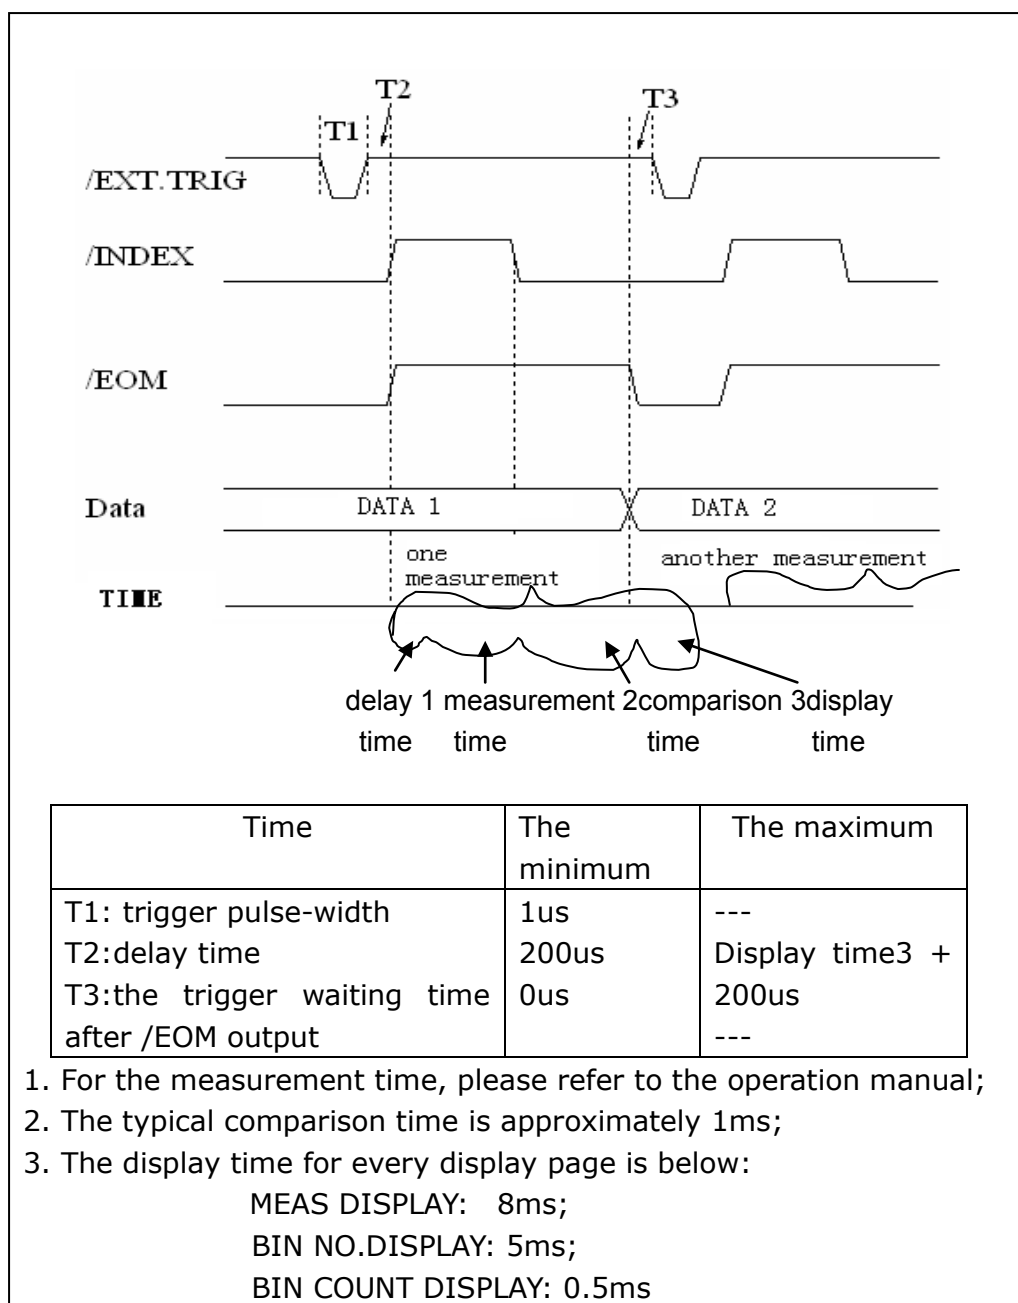 T2
T3
T1
/EXT.TRIG
/INDEX
/EOM
Data
DATA 1
DATA 2
one
measurement
another measurement
TIME
delay 1 measurement 2comparison 3display
time time time time
Time The The maximum
minimum
T1: trigger pulse-width 1us ---
T2:delay time 200us Display time3 +
T3:the trigger waiting time 0us 200us
after /EOM output ---
1. For the measurement time, please refer to the operation manual;
2. The typical comparison time is approximately 1ms;
3. The display time for every display page is below:
MEAS DISPLAY: 8ms;
BIN NO.DISPLAY: 5ms;
BIN COUNT DISPLAY: 0.5ms